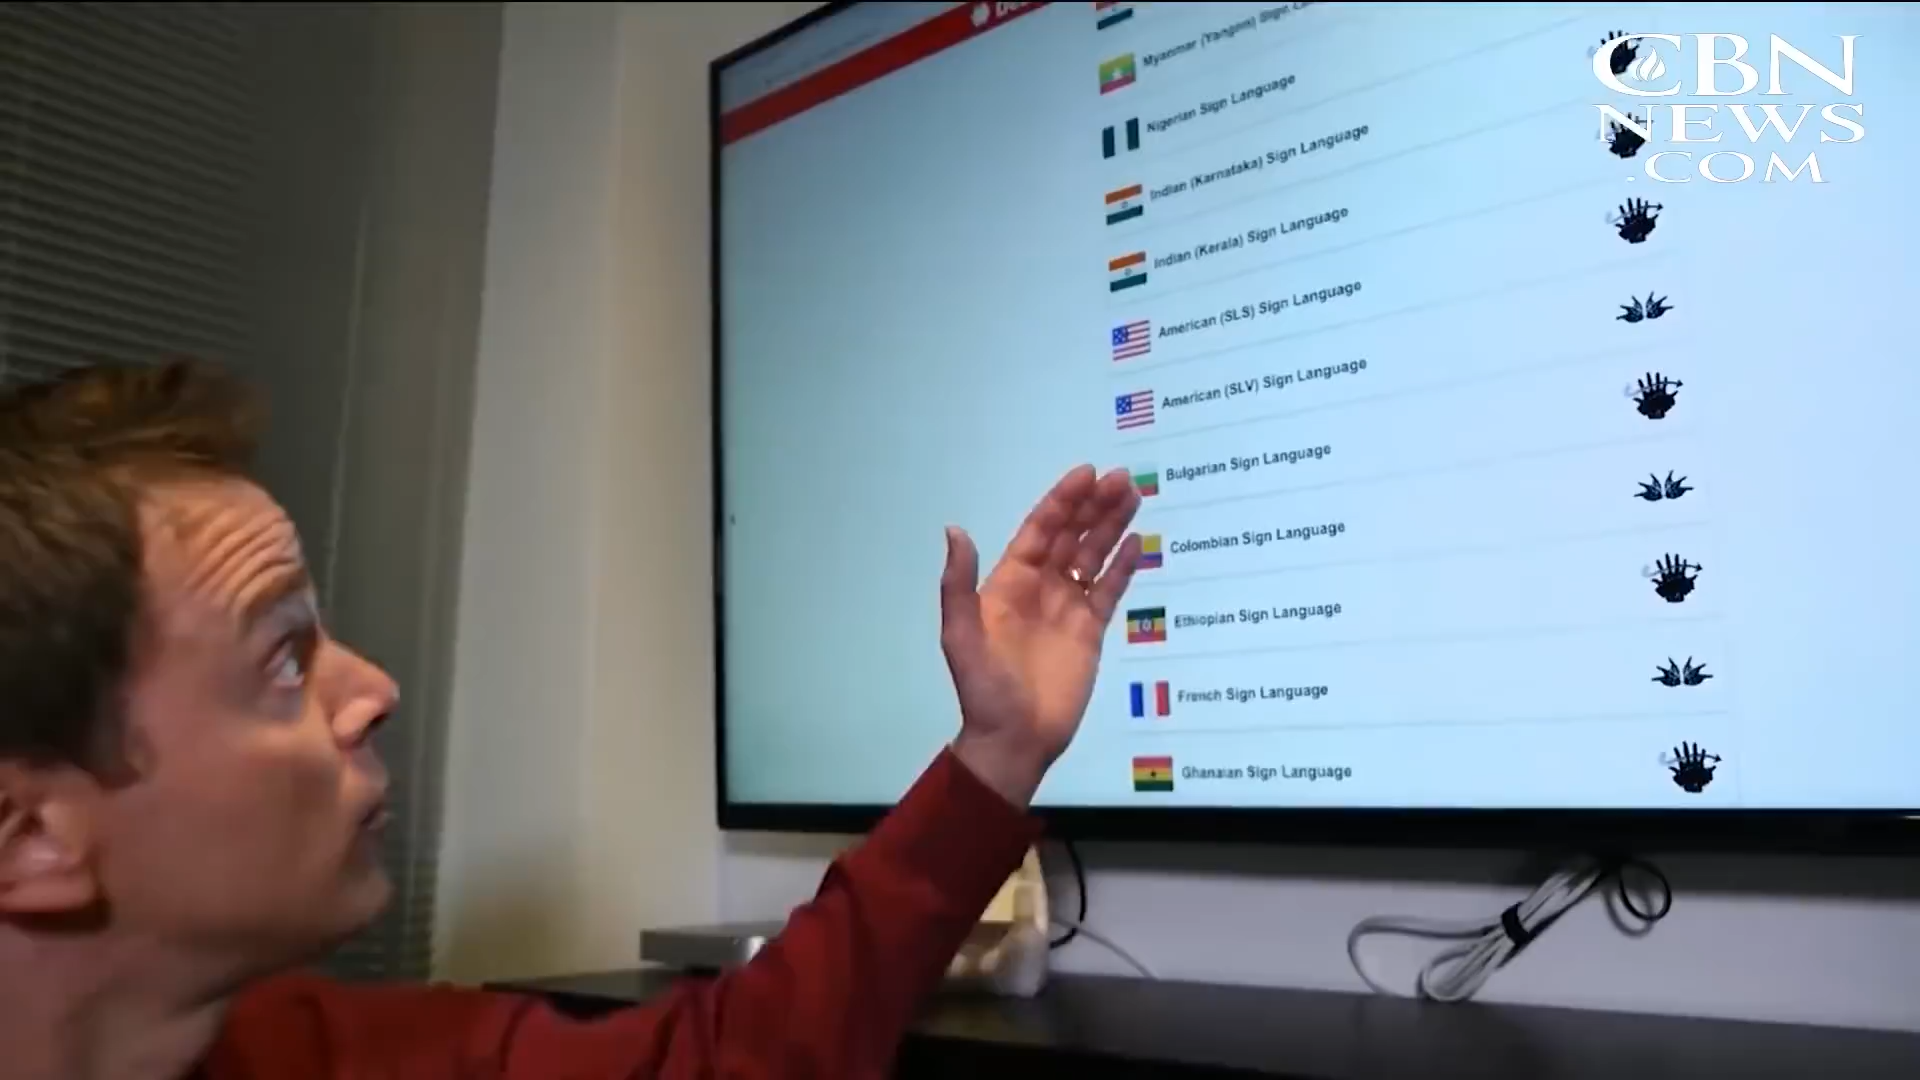 Myanmar (Yangon) Sign
Nigerian Sign Language
Indian (Karnataka) Sign Language
Indian (Kerala) Sign Language
American (SLS) Sign Language
American (SLV) Sign Language
Bulgarian Sign Language
Colombian Sign Language
Ethiopian Sign Language
French Sign Language
Ghanaian Sign Language
CBN
NEWS
.COM